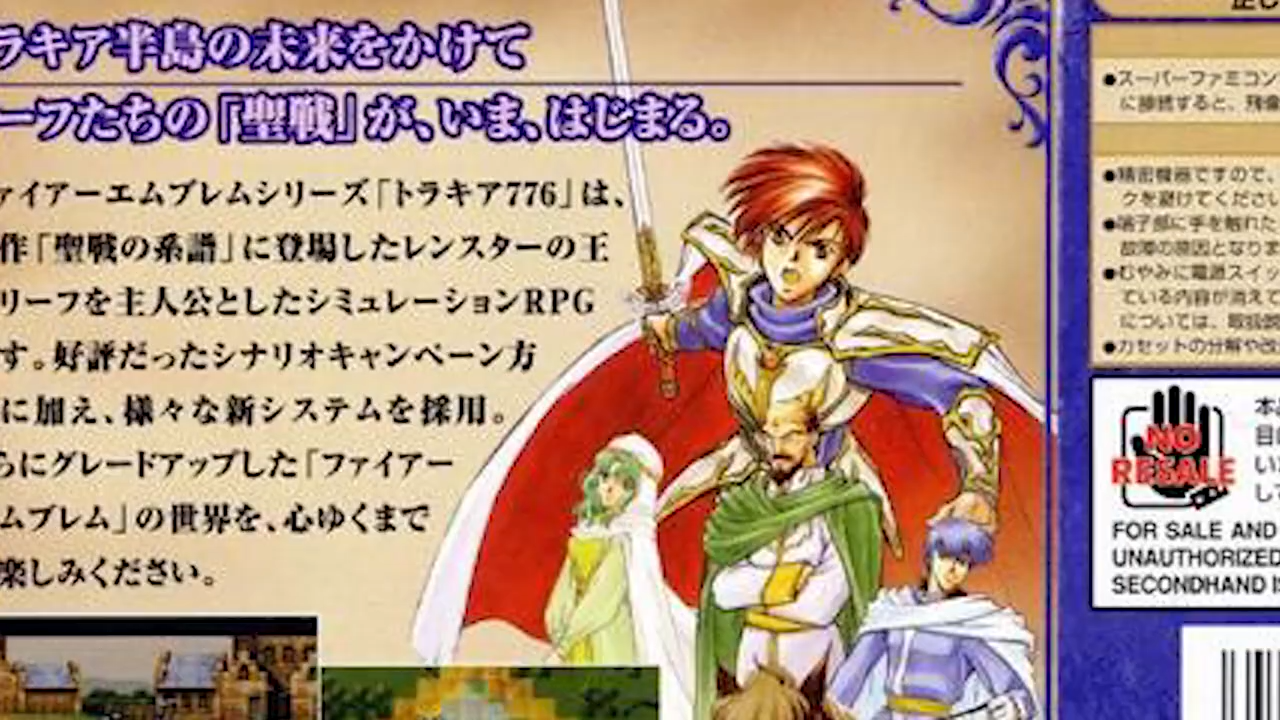 ラキア半島の未来をかけて
ーフたちの『聖戦』が、いま、はじまる。
ァイアーエムブレムシリーズ「トラキア776」は、
作「聖戦の系譜」に登場したレンスターの王
リーフを主人公としたシミュレーションRPG
す。好評だったシナリオキャンペーン方
に加え、様々な新システムを採用。
らにグレードアップした「ファイアー
ムブレム」の世界を、心ゆくまで
楽しみください。
●スーパーファミコン
に接続すると、残像
●精密機器ですので、
クを避けてください
●端子部に手を触れた
故障の原因となりま
●むやみに電源スイッ
ている内容が消えて
については、取扱説
●カセットの分解や改
NO
RESALE
本
目
い
し
FOR SALE AND
UNAUTHORIZED
SECONDHAND